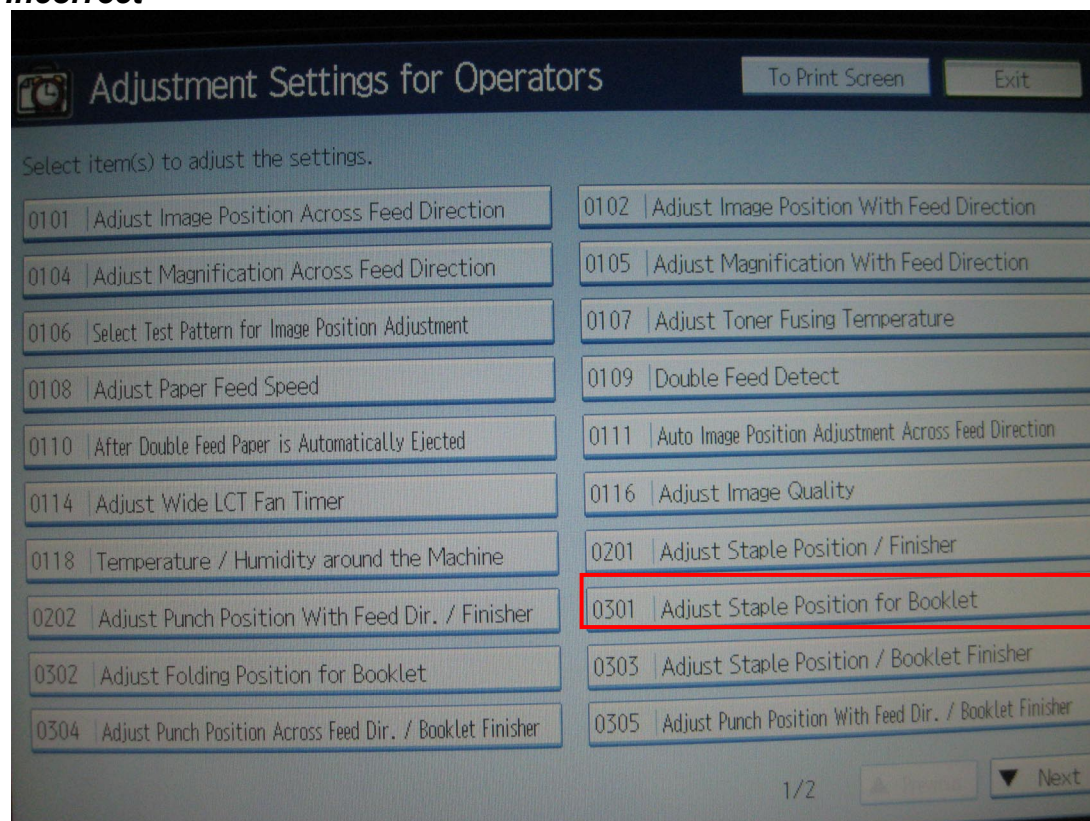 Incorrect
Adjustment Settings for Operators
To Print Screen
Exit
Select item(s) to adjust the settings.
0101 Adjust Image Position Across Feed Direction
0102 Adjust Image Position With Feed Direction
0104 Adjust Magnification Across Feed Direction
0105 Adjust Magnification With Feed Direction
0106 Select Test Pattern for Image Position Adjustment
0107 Adjust Toner Fusing Temperature
0108 Adjust Paper Feed Speed
0109 Double Feed Detect
0110 After Double Feed Paper is Automatically Ejected
0111 Auto Image Position Adjustment Across Feed Direction
0114 Adjust Wide LCT Fan Timer
0116 Adjust Image Quality
0118 Temperature / Humidity around the Machine
0201 Adjust Staple Position / Finisher
0202 Adjust Punch Position With Feed Dir. / Finisher
0301 Adjust Staple Position for Booklet
0302 Adjust Folding Position for Booklet
0303 Adjust Staple Position / Booklet Finisher
0304 Adjust Punch Position Across Feed Dir. / Booklet Finisher
0305 Adjust Punch Position With Feed Dir. / Booklet Finisher
1/2
▼ Next